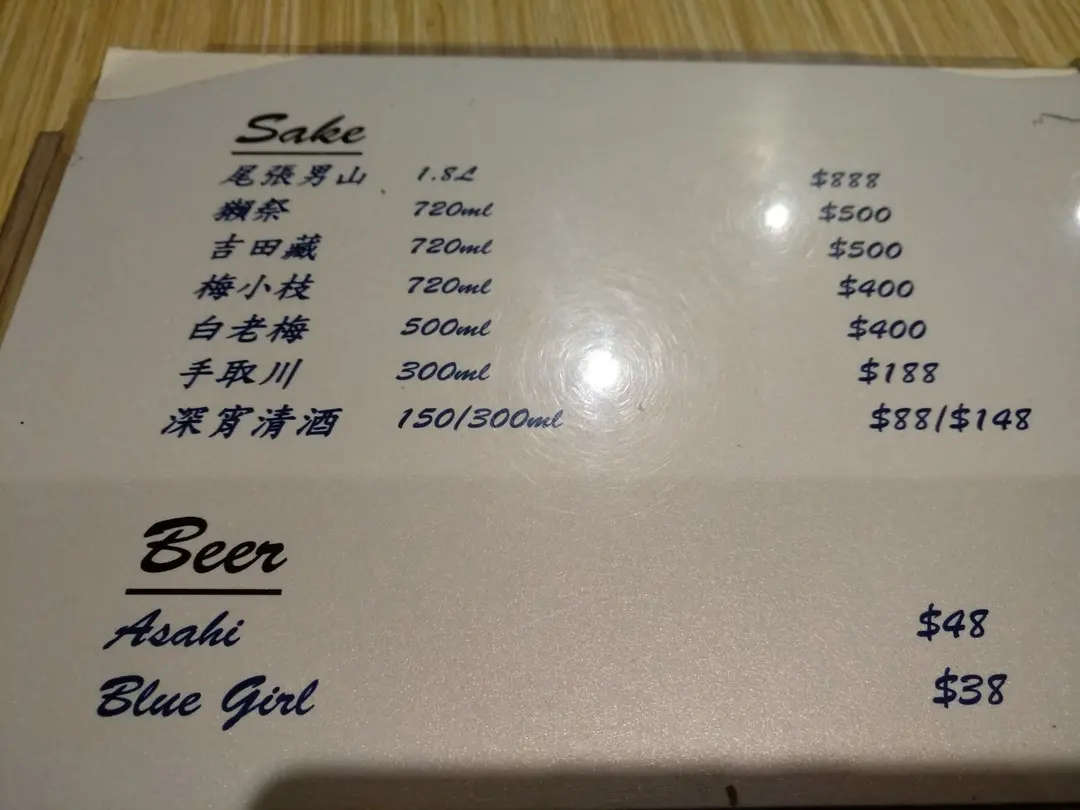 Sake
尾張男山 1.8L $888
獺祭 720ml $500
吉田藏 720ml $500
梅小枝 720ml $400
白老梅 500ml $400
手取川 300ml $188
深宵清酒 150/300ml $88/$148
Beer
Asahi $48
Blue Girl $38